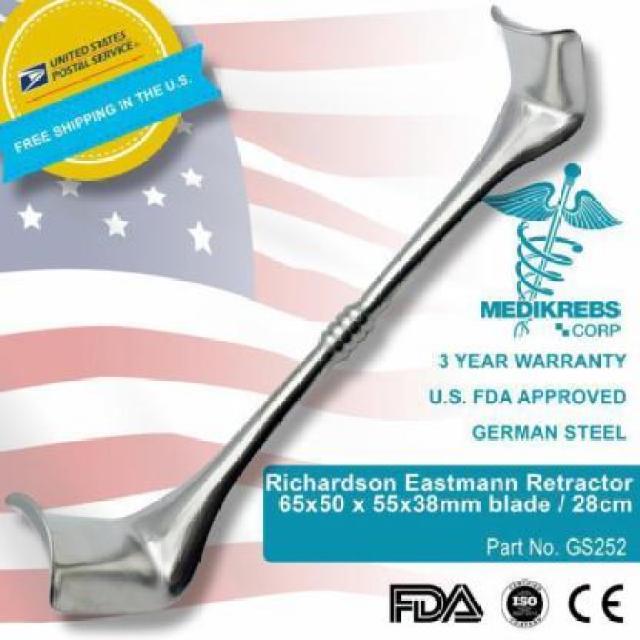 UNITED STATES
POSTAL SERVICE
FREE SHIPPING IN THE U.S.
MEDIKREBS
CORP
3 YEAR WARRANTY
U.S. FDA APPROVED
GERMAN STEEL
Richardson Eastmann Retractor
65x50 x 55x38mm blade / 28cm
Part No. GS252
FDA
ISO
CE